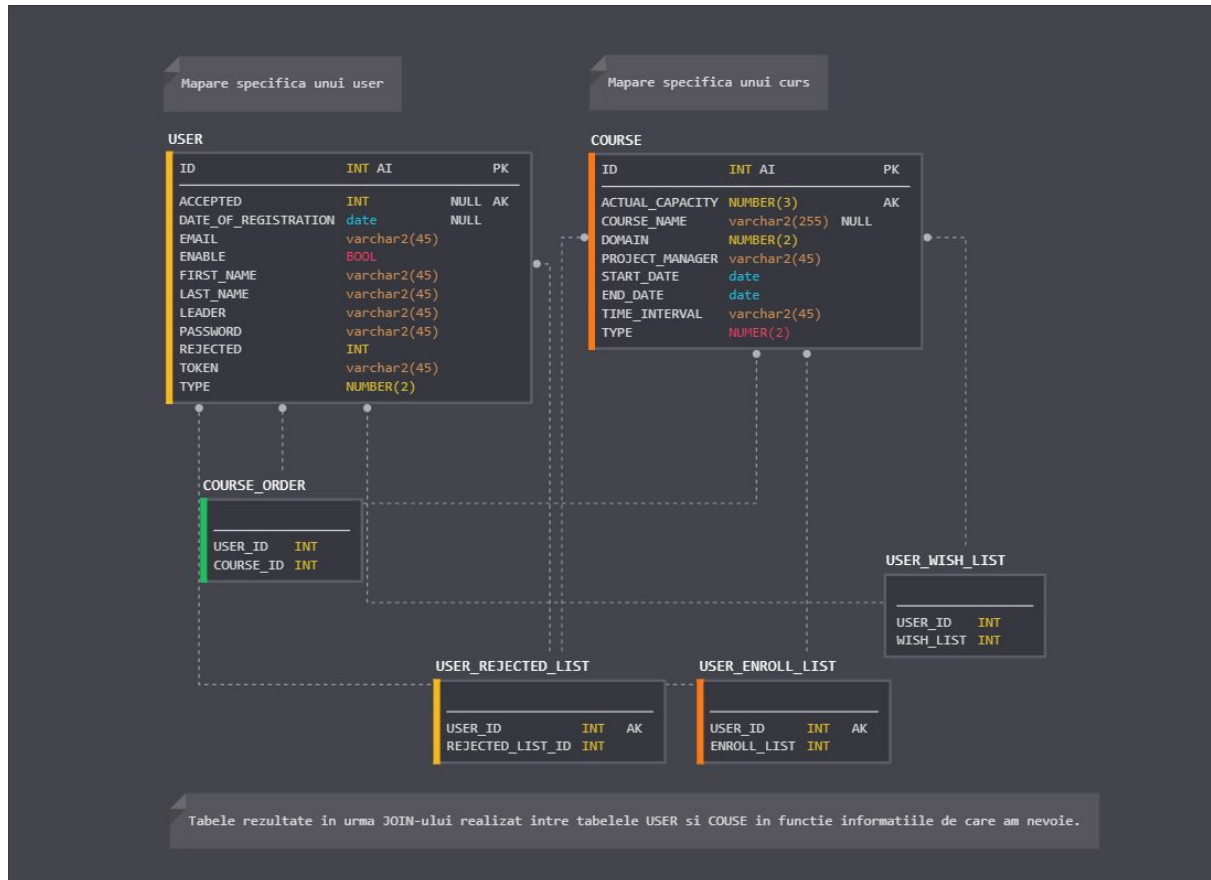 Mapare specifica unui user
Mapare specifica unui curs
USER
ID INT AI PK
ACCEPTED INT NULL AK
DATE_OF_REGISTRATION date NULL
EMAIL varchar2(45)
ENABLE BOOL
FIRST_NAME varchar2(45)
LAST_NAME varchar2(45)
LEADER varchar2(45)
PASSWORD varchar2(45)
REJECTED INT
TOKEN varchar2(45)
TYPE NUMBER(2)
COURSE
ID INT AI PK
ACTUAL_CAPACITY NUMBER(3) AK
COURSE_NAME varchar2(255) NULL
DOMAIN NUMBER(2)
PROJECT_MANAGER varchar2(45)
START_DATE date
END_DATE date
TIME_INTERVAL varchar2(45)
TYPE NUMER(2)
COURSE_ORDER
USER_ID INT
COURSE_ID INT
USER_WISH_LIST
USER_ID INT
WISH_LIST INT
USER_REJECTED_LIST
USER_ID INT AK
REJECTED_LIST_ID INT
USER_ENROLL_LIST
USER_ID INT AK
ENROLL_LIST INT
Tabele rezultate in urma JOIN-ului realizat intre tabelele USER si COUSE in functie informatiile de care am nevoie.